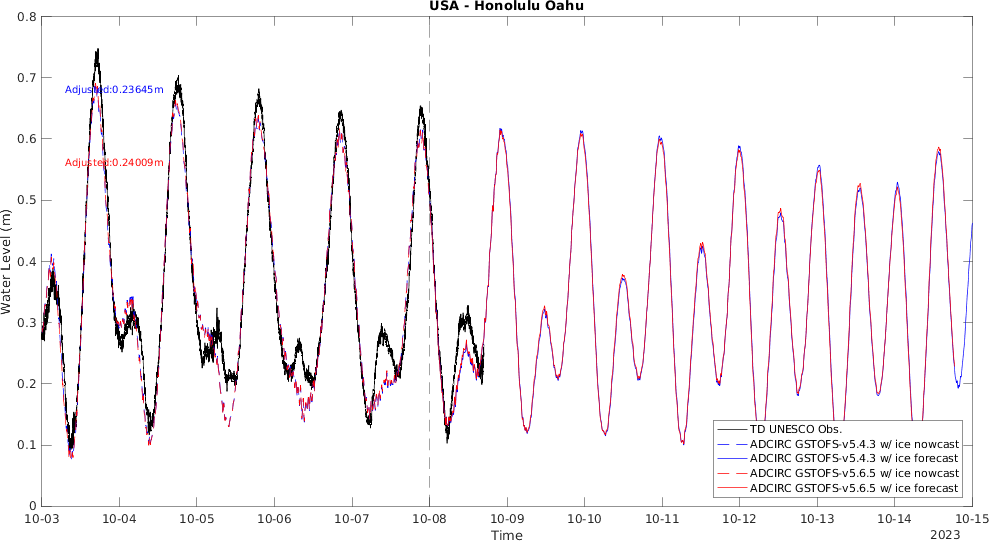 USA - Honolulu Oahu
0.8
0.7
0.6
0.5
0.4
0.3
0.2
0.1
0
Water Level (m)
Adjusted:0.23645m
Adjusted:0.24009m
TD UNESCO Obs.
ADCIRC GSTOFS-v5.4.3 w/ ice nowcast
ADCIRC GSTOFS-v5.4.3 w/ ice forecast
ADCIRC GSTOFS-v5.6.5 w/ ice nowcast
ADCIRC GSTOFS-v5.6.5 w/ ice forecast
10-03 10-04 10-05 10-06 10-07 10-08 10-09 10-10 10-11 10-12 10-13 10-14 10-15
Time
2023